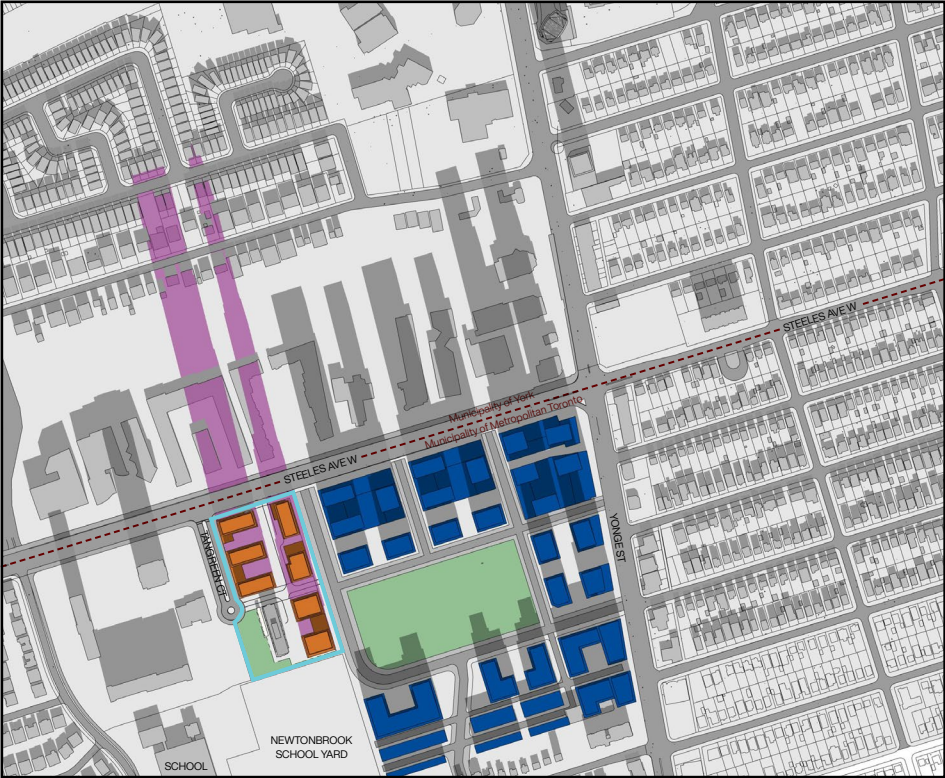 STEELES AVE W
Municipality of York
Municipality of Metropolitan Toronto
STEELES AVE W
TANGREEN CT
YONGE ST
NEWTONBROOK
SCHOOL YARD
SCHOOL